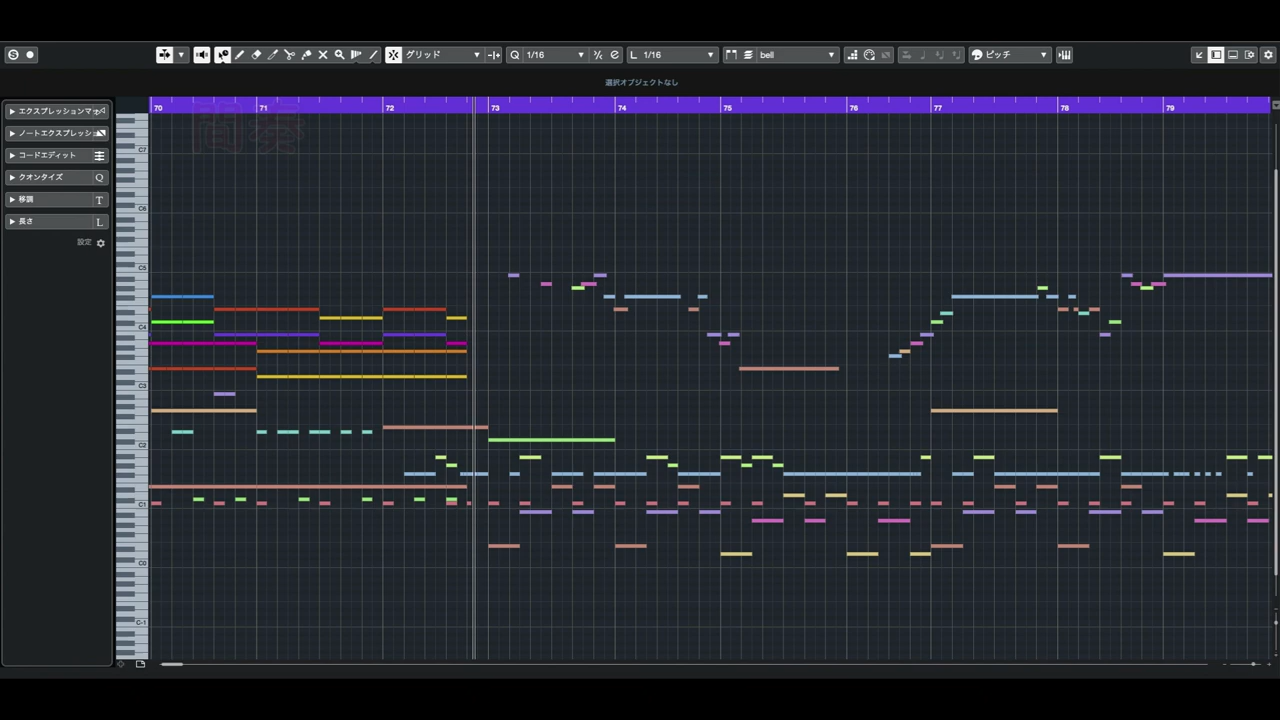 グリッド
Q 1/16
L 1/16
bell
ピッチ
選択オブジェクトなし
70 71 72 73 74 75 76 77 78 79
間奏
エクスプレッションマ
ノートエクスプレッシ
コードエディット
クオンタイズ Q
移調 T
長さ L
設定
C7
C6
C5
C4
C3
C2
C1
C0
C-1